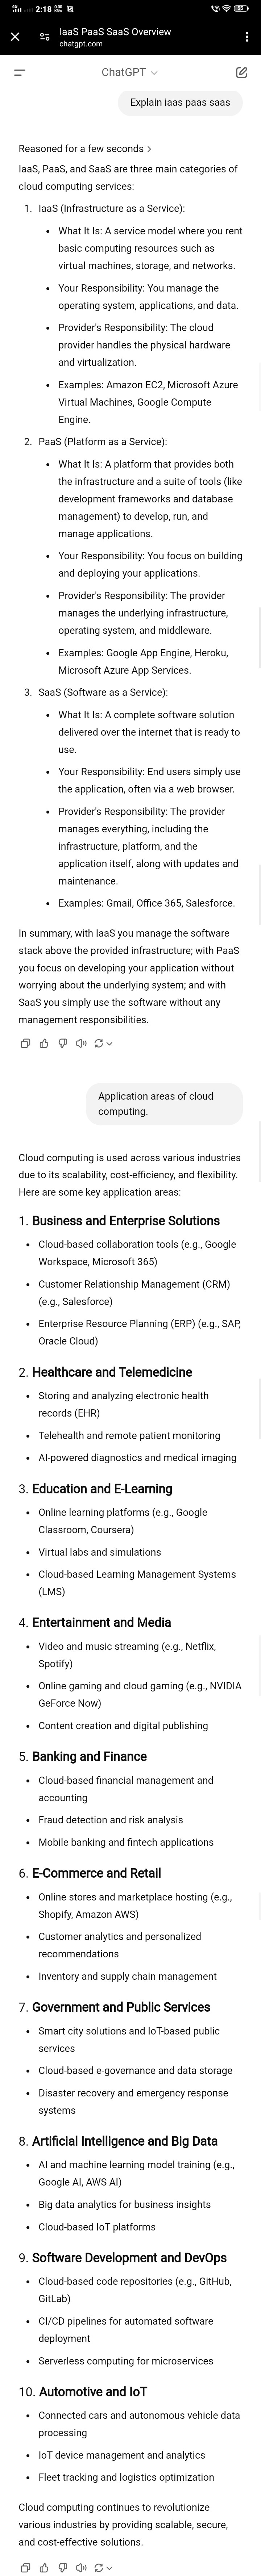 2:18
IaaS PaaS SaaS Overview
chatgpt.com
ChatGPT
Explain iaas paas saas
Reasoned for a few seconds >
IaaS, PaaS, and SaaS are three main categories of
cloud computing services:
1. IaaS (Infrastructure as a Service):
• What It Is: A service model where you rent
basic computing resources such as
virtual machines, storage, and networks.
• Your Responsibility: You manage the
operating system, applications, and data.
• Provider's Responsibility: The cloud
provider handles the physical hardware
and virtualization.
• Examples: Amazon EC2, Microsoft Azure
Virtual Machines, Google Compute
Engine.
2. PaaS (Platform as a Service):
• What It Is: A platform that provides both
the infrastructure and a suite of tools (like
development frameworks and database
management) to develop, run, and
manage applications.
• Your Responsibility: You focus on building
and deploying your applications.
• Provider's Responsibility: The provider
manages the underlying infrastructure,
operating system, and middleware.
• Examples: Google App Engine, Heroku,
Microsoft Azure App Services.
3. SaaS (Software as a Service):
• What It Is: A complete software solution
delivered over the internet that is ready to
use.
• Your Responsibility: End users simply use
the application, often via a web browser.
• Provider's Responsibility: The provider
manages everything, including the
infrastructure, platform, and the
application itself, along with updates and
maintenance.
• Examples: Gmail, Office 365, Salesforce.
In summary, with IaaS you manage the software
stack above the provided infrastructure; with PaaS
you focus on developing your application without
worrying about the underlying system; and with
SaaS you simply use the software without any
management responsibilities.
Application areas of cloud
computing.
Cloud computing is used across various industries
due to its scalability, cost-efficiency, and flexibility.
Here are some key application areas:
1. Business and Enterprise Solutions
• Cloud-based collaboration tools (e.g., Google
Workspace, Microsoft 365)
• Customer Relationship Management (CRM)
(e.g., Salesforce)
• Enterprise Resource Planning (ERP) (e.g., SAP,
Oracle Cloud)
2. Healthcare and Telemedicine
• Storing and analyzing electronic health
records (EHR)
• Telehealth and remote patient monitoring
• AI-powered diagnostics and medical imaging
3. Education and E-Learning
• Online learning platforms (e.g., Google
Classroom, Coursera)
• Virtual labs and simulations
• Cloud-based Learning Management Systems
(LMS)
4. Entertainment and Media
• Video and music streaming (e.g., Netflix,
Spotify)
• Online gaming and cloud gaming (e.g., NVIDIA
GeForce Now)
• Content creation and digital publishing
5. Banking and Finance
• Cloud-based financial management and
accounting
• Fraud detection and risk analysis
• Mobile banking and fintech applications
6. E-Commerce and Retail
• Online stores and marketplace hosting (e.g.,
Shopify, Amazon AWS)
• Customer analytics and personalized
recommendations
• Inventory and supply chain management
7. Government and Public Services
• Smart city solutions and IoT-based public
services
• Cloud-based e-governance and data storage
• Disaster recovery and emergency response
systems
8. Artificial Intelligence and Big Data
• AI and machine learning model training (e.g.,
Google AI, AWS AI)
• Big data analytics for business insights
• Cloud-based IoT platforms
9. Software Development and DevOps
• Cloud-based code repositories (e.g., GitHub,
GitLab)
• CI/CD pipelines for automated software
deployment
• Serverless computing for microservices
10. Automotive and IoT
• Connected cars and autonomous vehicle data
processing
• IoT device management and analytics
• Fleet tracking and logistics optimization
Cloud computing continues to revolutionize
various industries by providing scalable, secure,
and cost-effective solutions.